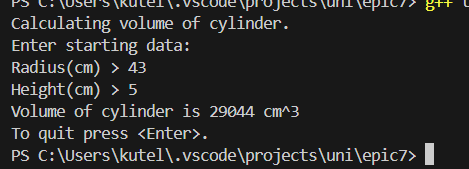 PS C:\Users\kutel\.vscode\projects\uni\epic7> g++
Calculating volume of cylinder.
Enter starting data:
Radius(cm) > 43
Height(cm) > 5
Volume of cylinder is 29044 cm^3
To quit press <Enter>.
PS C:\Users\kutel\.vscode\projects\uni\epic7>